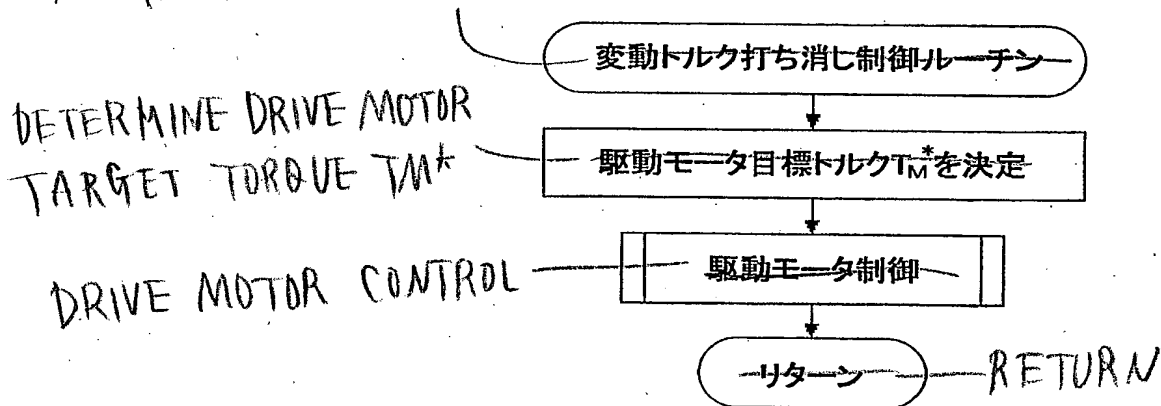 変動トルク打ち消し制御ルーチン
DETERMINE DRIVE MOTOR
TARGET TORQUE TM*
駆動モータ目標トルクTM*を決定
DRIVE MOTOR CONTROL
駆動モータ制御
リターン
RETURN